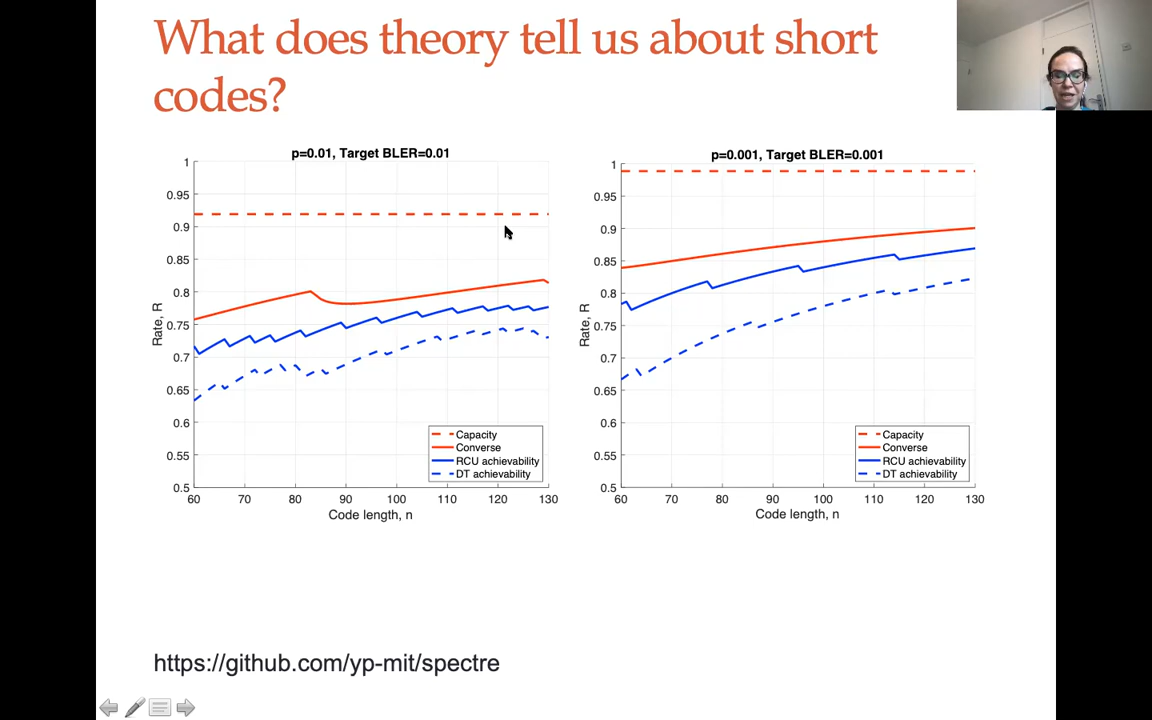 What does theory tell us about short
codes?
p=0.01, Target BLER=0.01
1
0.95
0.9
0.85
0.8
0.75
0.7
0.65
0.6
0.55
0.5
Rate, R
60
70
80
90
100
110
120
130
Code length, n
Capacity
Converse
RCU achievability
DT achievability
p=0.001, Target BLER=0.001
1
0.95
0.9
0.85
0.8
0.75
0.7
0.65
0.6
0.55
0.5
Rate, R
60
70
80
90
100
110
120
130
Code length, n
Capacity
Converse
RCU achievability
DT achievability
https://github.com/yp-mit/spectre